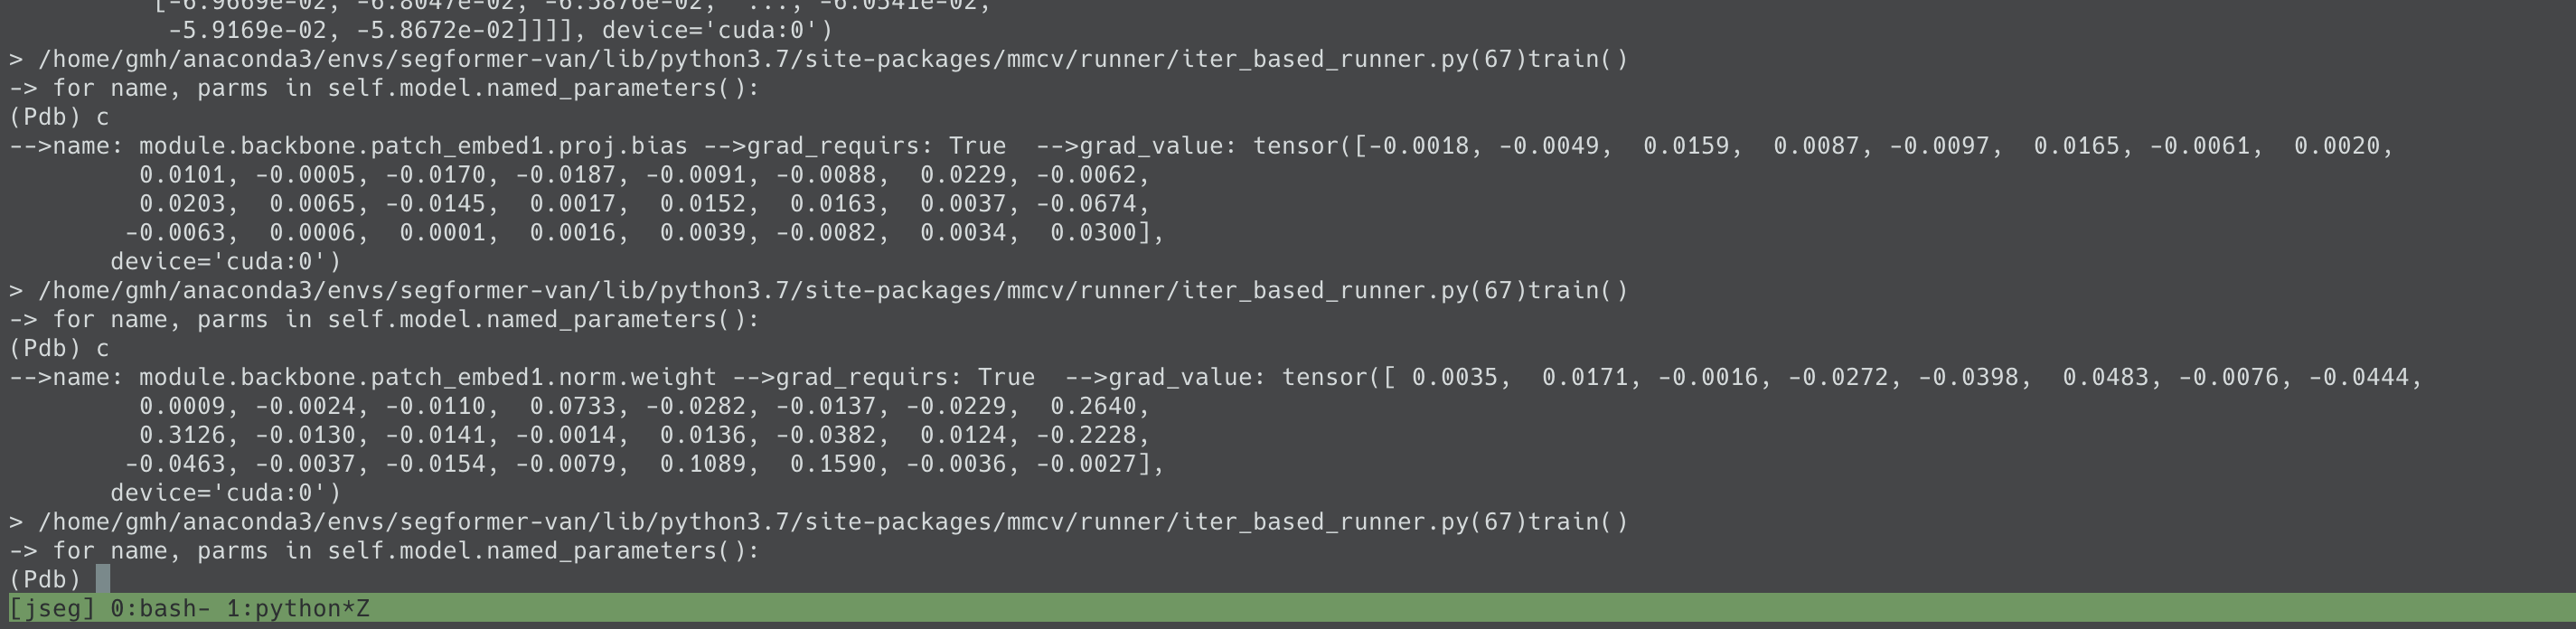 [-6.9669e-02, -6.8047e-02, -6.5876e-02,  ..., -6.0541e-02,
-5.9169e-02, -5.8672e-02]]]], device='cuda:0')
> /home/gmh/anaconda3/envs/segformer-van/lib/python3.7/site-packages/mmcv/runner/iter_based_runner.py(67)train()
-> for name, parms in self.model.named_parameters():
(Pdb) c
-->name: module.backbone.patch_embed1.proj.bias -->grad_requirs: True  -->grad_value: tensor([-0.0018, -0.0049,  0.0159,  0.0087, -0.0097,  0.0165, -0.0061,  0.0020,
0.0101, -0.0005, -0.0170, -0.0187, -0.0091, -0.0088,  0.0229, -0.0062,
0.0203,  0.0065, -0.0145,  0.0017,  0.0152,  0.0163,  0.0037, -0.0674,
-0.0063,  0.0006,  0.0001,  0.0016,  0.0039, -0.0082,  0.0034,  0.0300],
device='cuda:0')
> /home/gmh/anaconda3/envs/segformer-van/lib/python3.7/site-packages/mmcv/runner/iter_based_runner.py(67)train()
-> for name, parms in self.model.named_parameters():
(Pdb) c
-->name: module.backbone.patch_embed1.norm.weight -->grad_requirs: True  -->grad_value: tensor([ 0.0035,  0.0171, -0.0016, -0.0272, -0.0398,  0.0483, -0.0076, -0.0444,
0.0009, -0.0024, -0.0110,  0.0733, -0.0282, -0.0137, -0.0229,  0.2640,
0.3126, -0.0130, -0.0141, -0.0014,  0.0136, -0.0382,  0.0124, -0.2228,
-0.0463, -0.0037, -0.0154, -0.0079,  0.1089,  0.1590, -0.0036, -0.0027],
device='cuda:0')
> /home/gmh/anaconda3/envs/segformer-van/lib/python3.7/site-packages/mmcv/runner/iter_based_runner.py(67)train()
-> for name, parms in self.model.named_parameters():
(Pdb)
[jseg] 0:bash- 1:python*Z